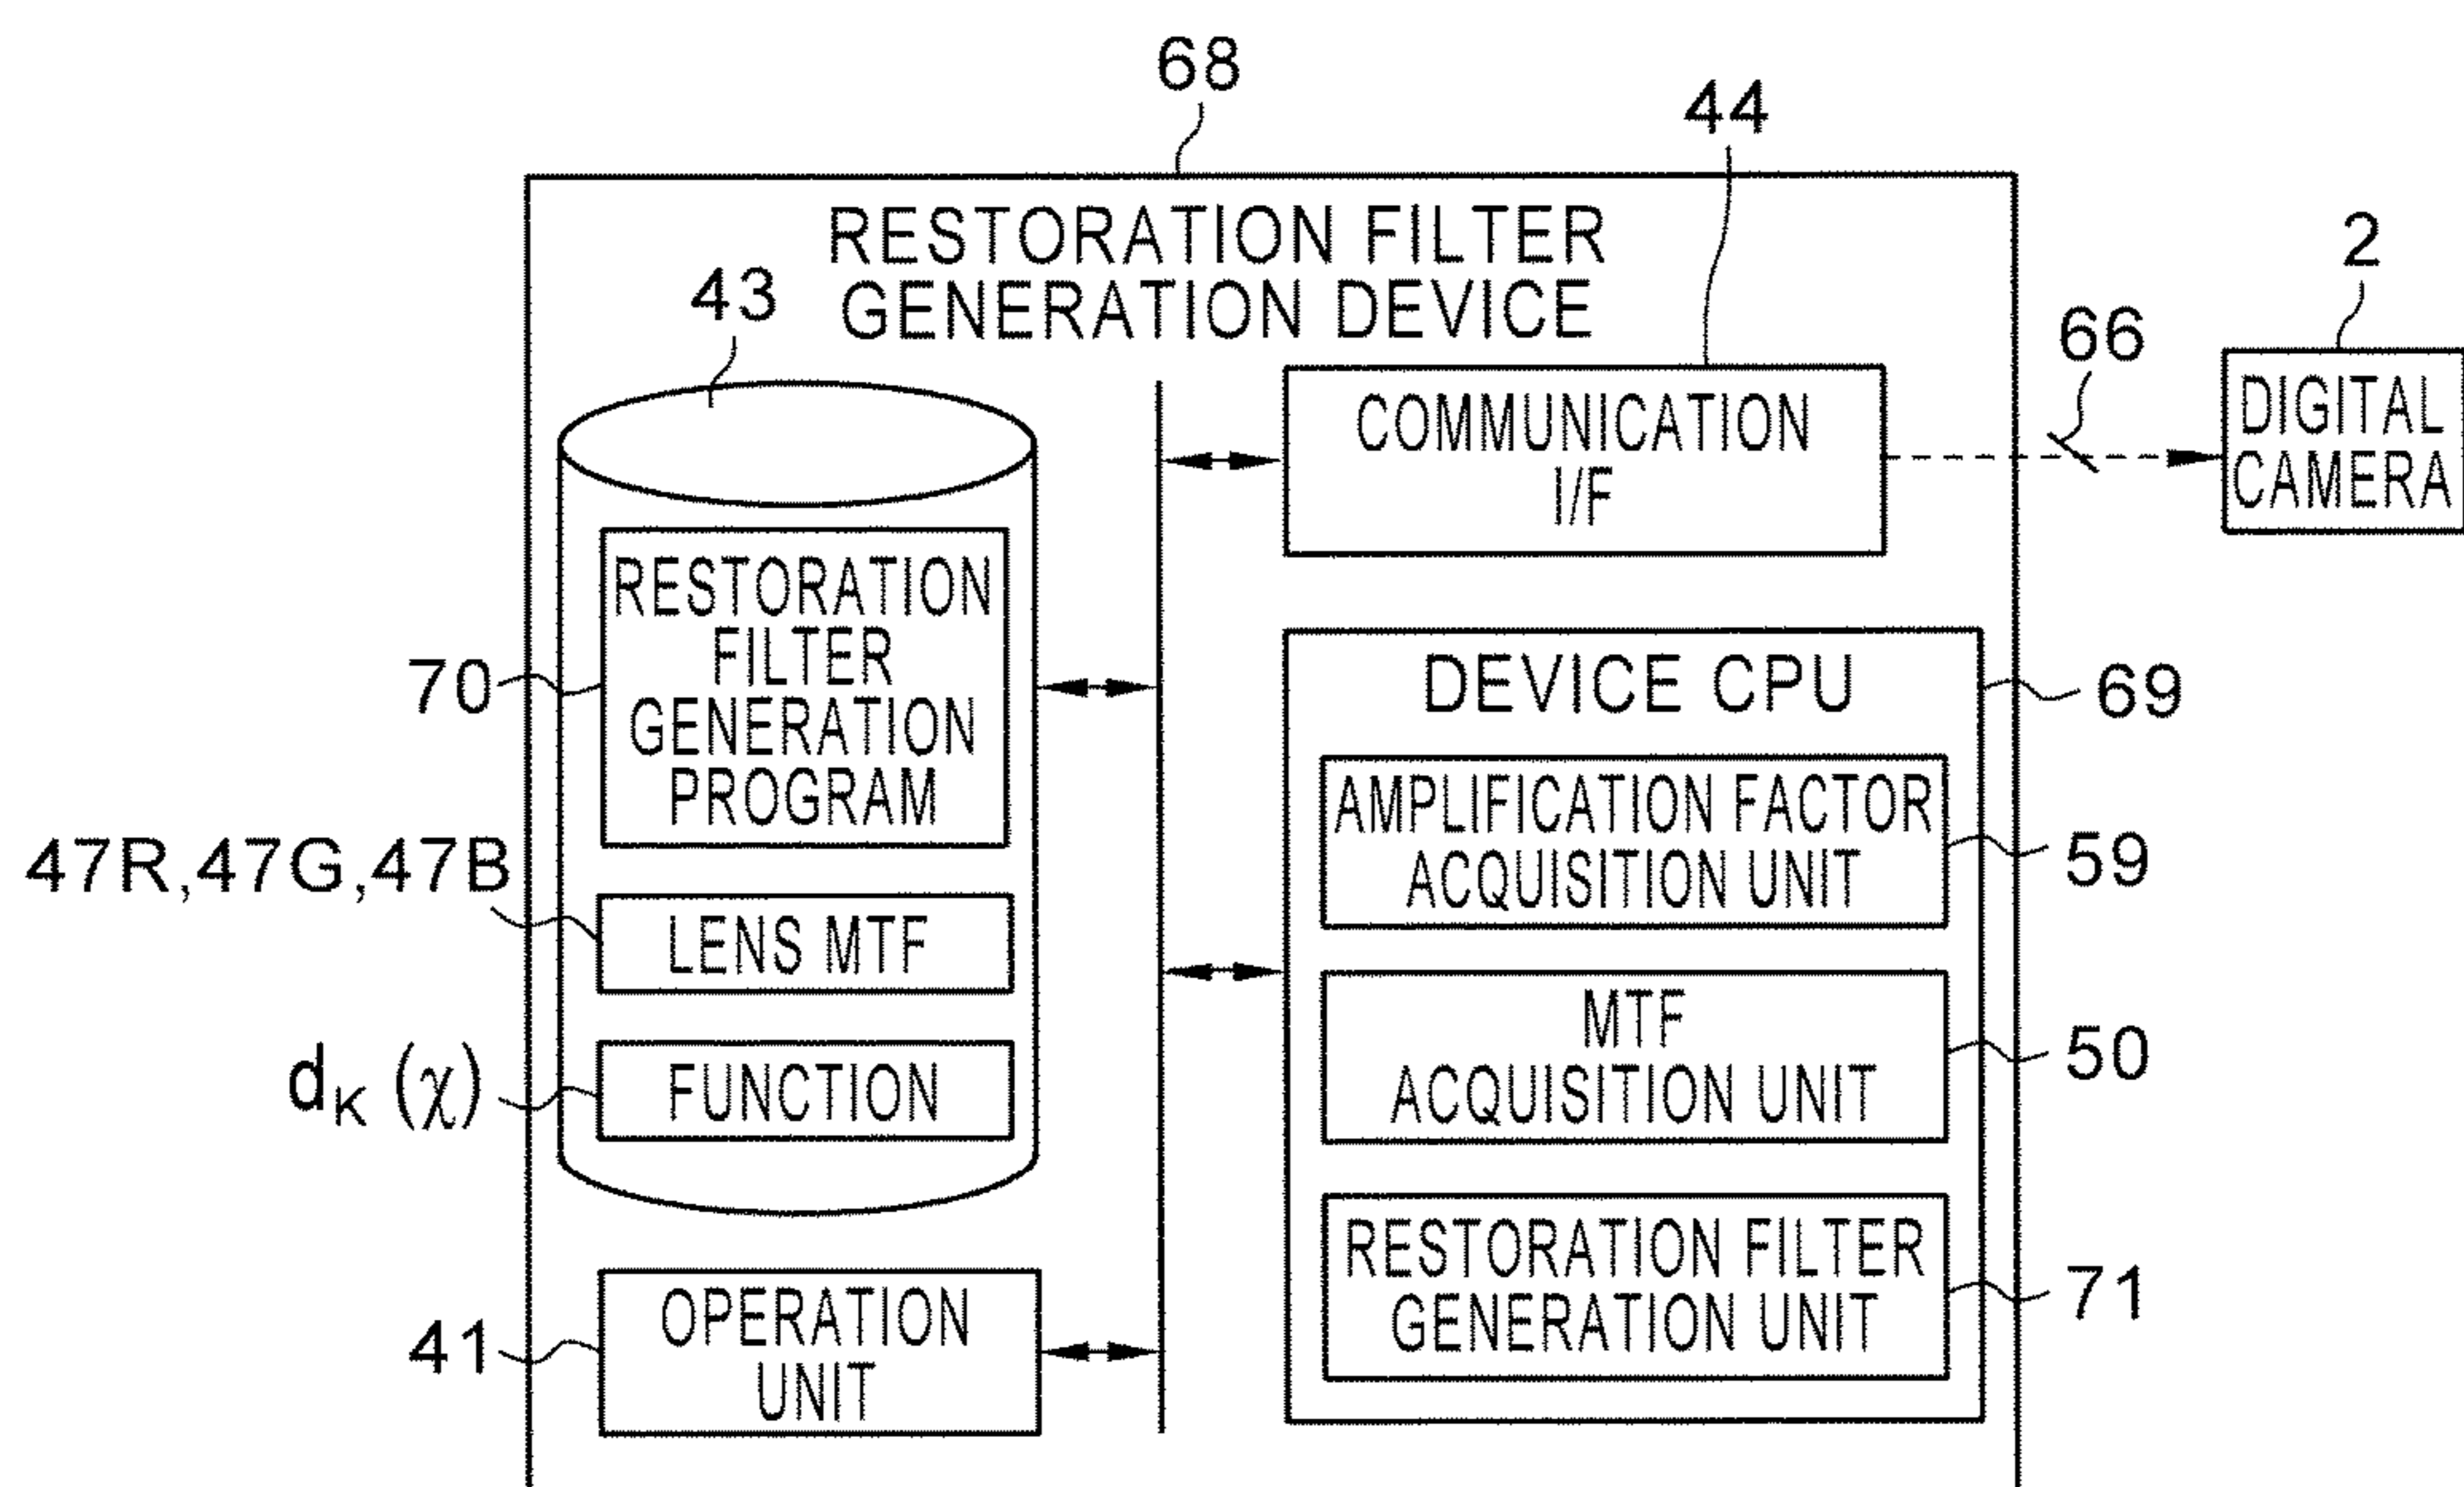 68
44
RESTORATION FILTER
GENERATION DEVICE
43
2
66
COMMUNICATION
I/F
DIGITAL
CAMERA
RESTORATION
FILTER
GENERATION
PROGRAM
70
DEVICE CPU
69
AMPLIFICATION FACTOR
ACQUISITION UNIT
59
47R,47G,47B
LENS MTF
MTF
ACQUISITION UNIT
50
dK (χ)
FUNCTION
RESTORATION FILTER
GENERATION UNIT
71
41
OPERATION
UNIT